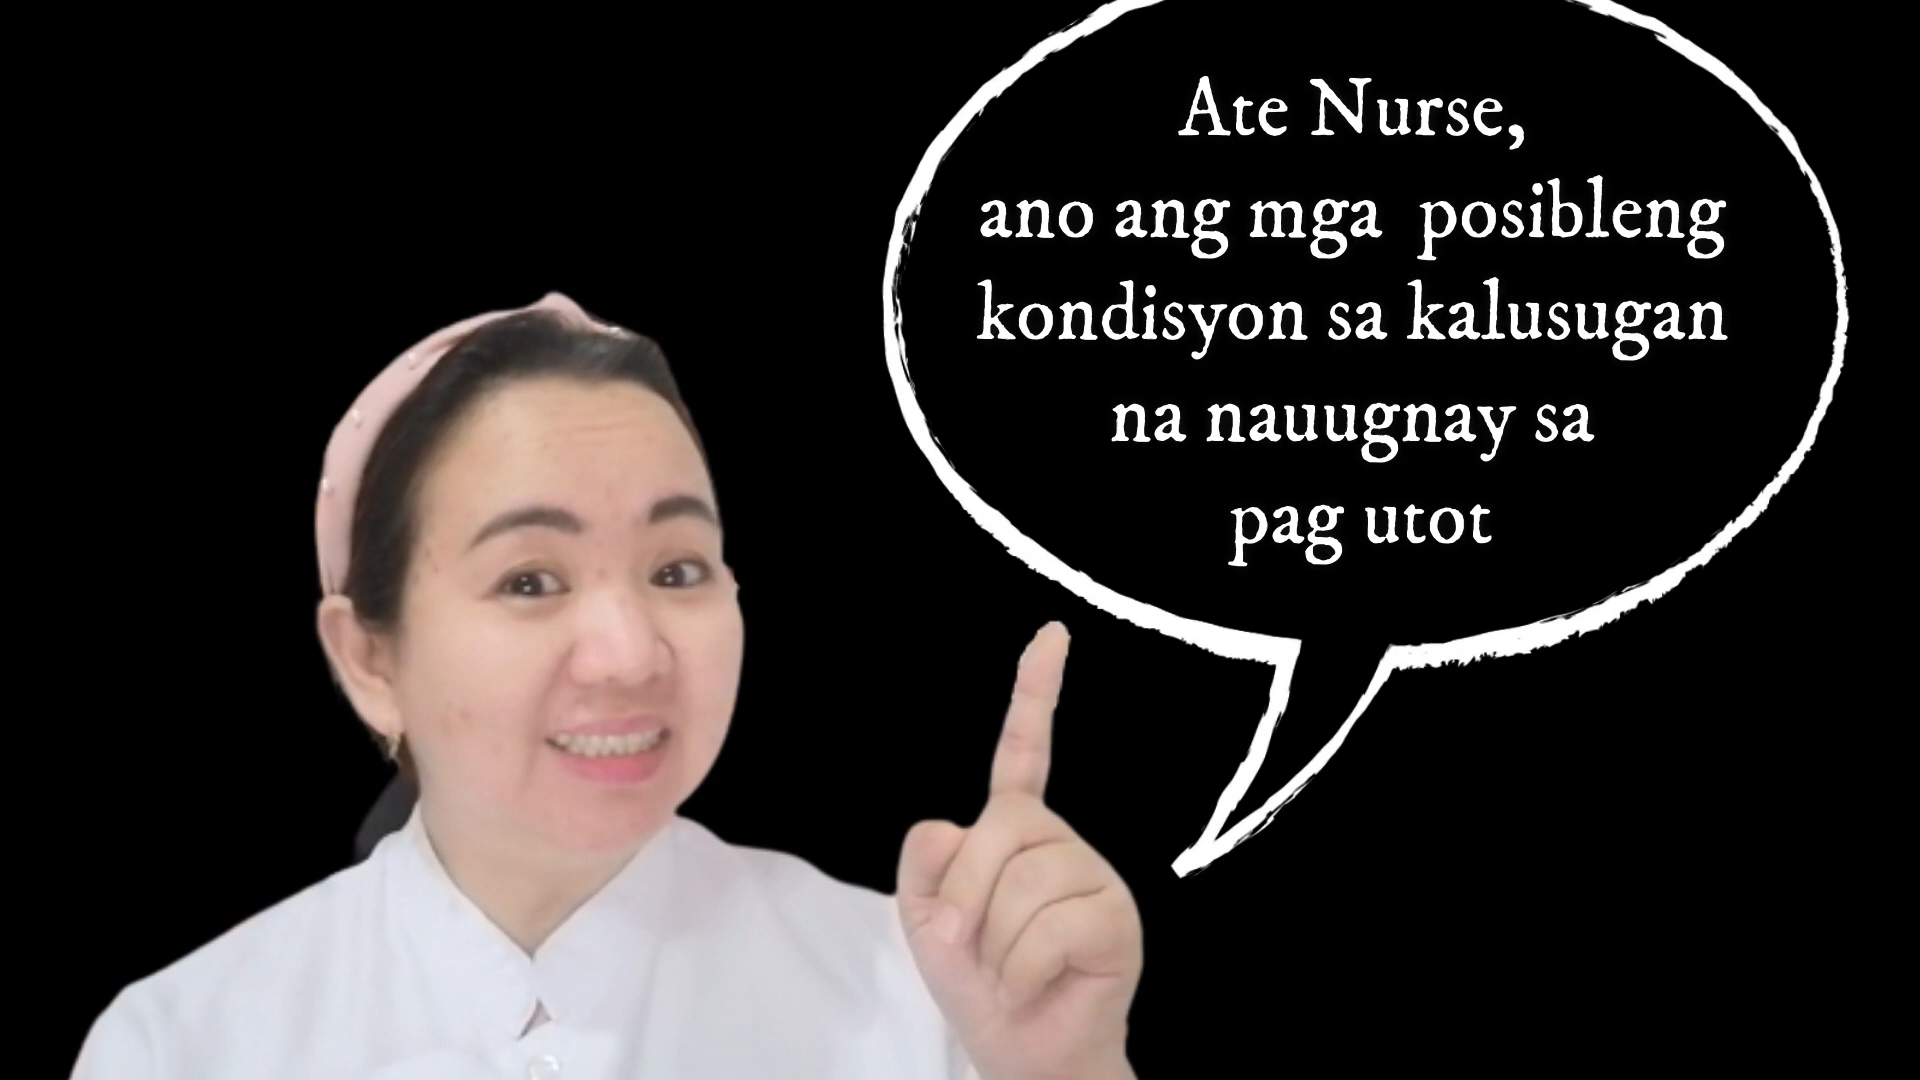 Ate Nurse,
ano ang mga posibleng
kondisyon sa kalusugan
na nauugnay sa
pag utot